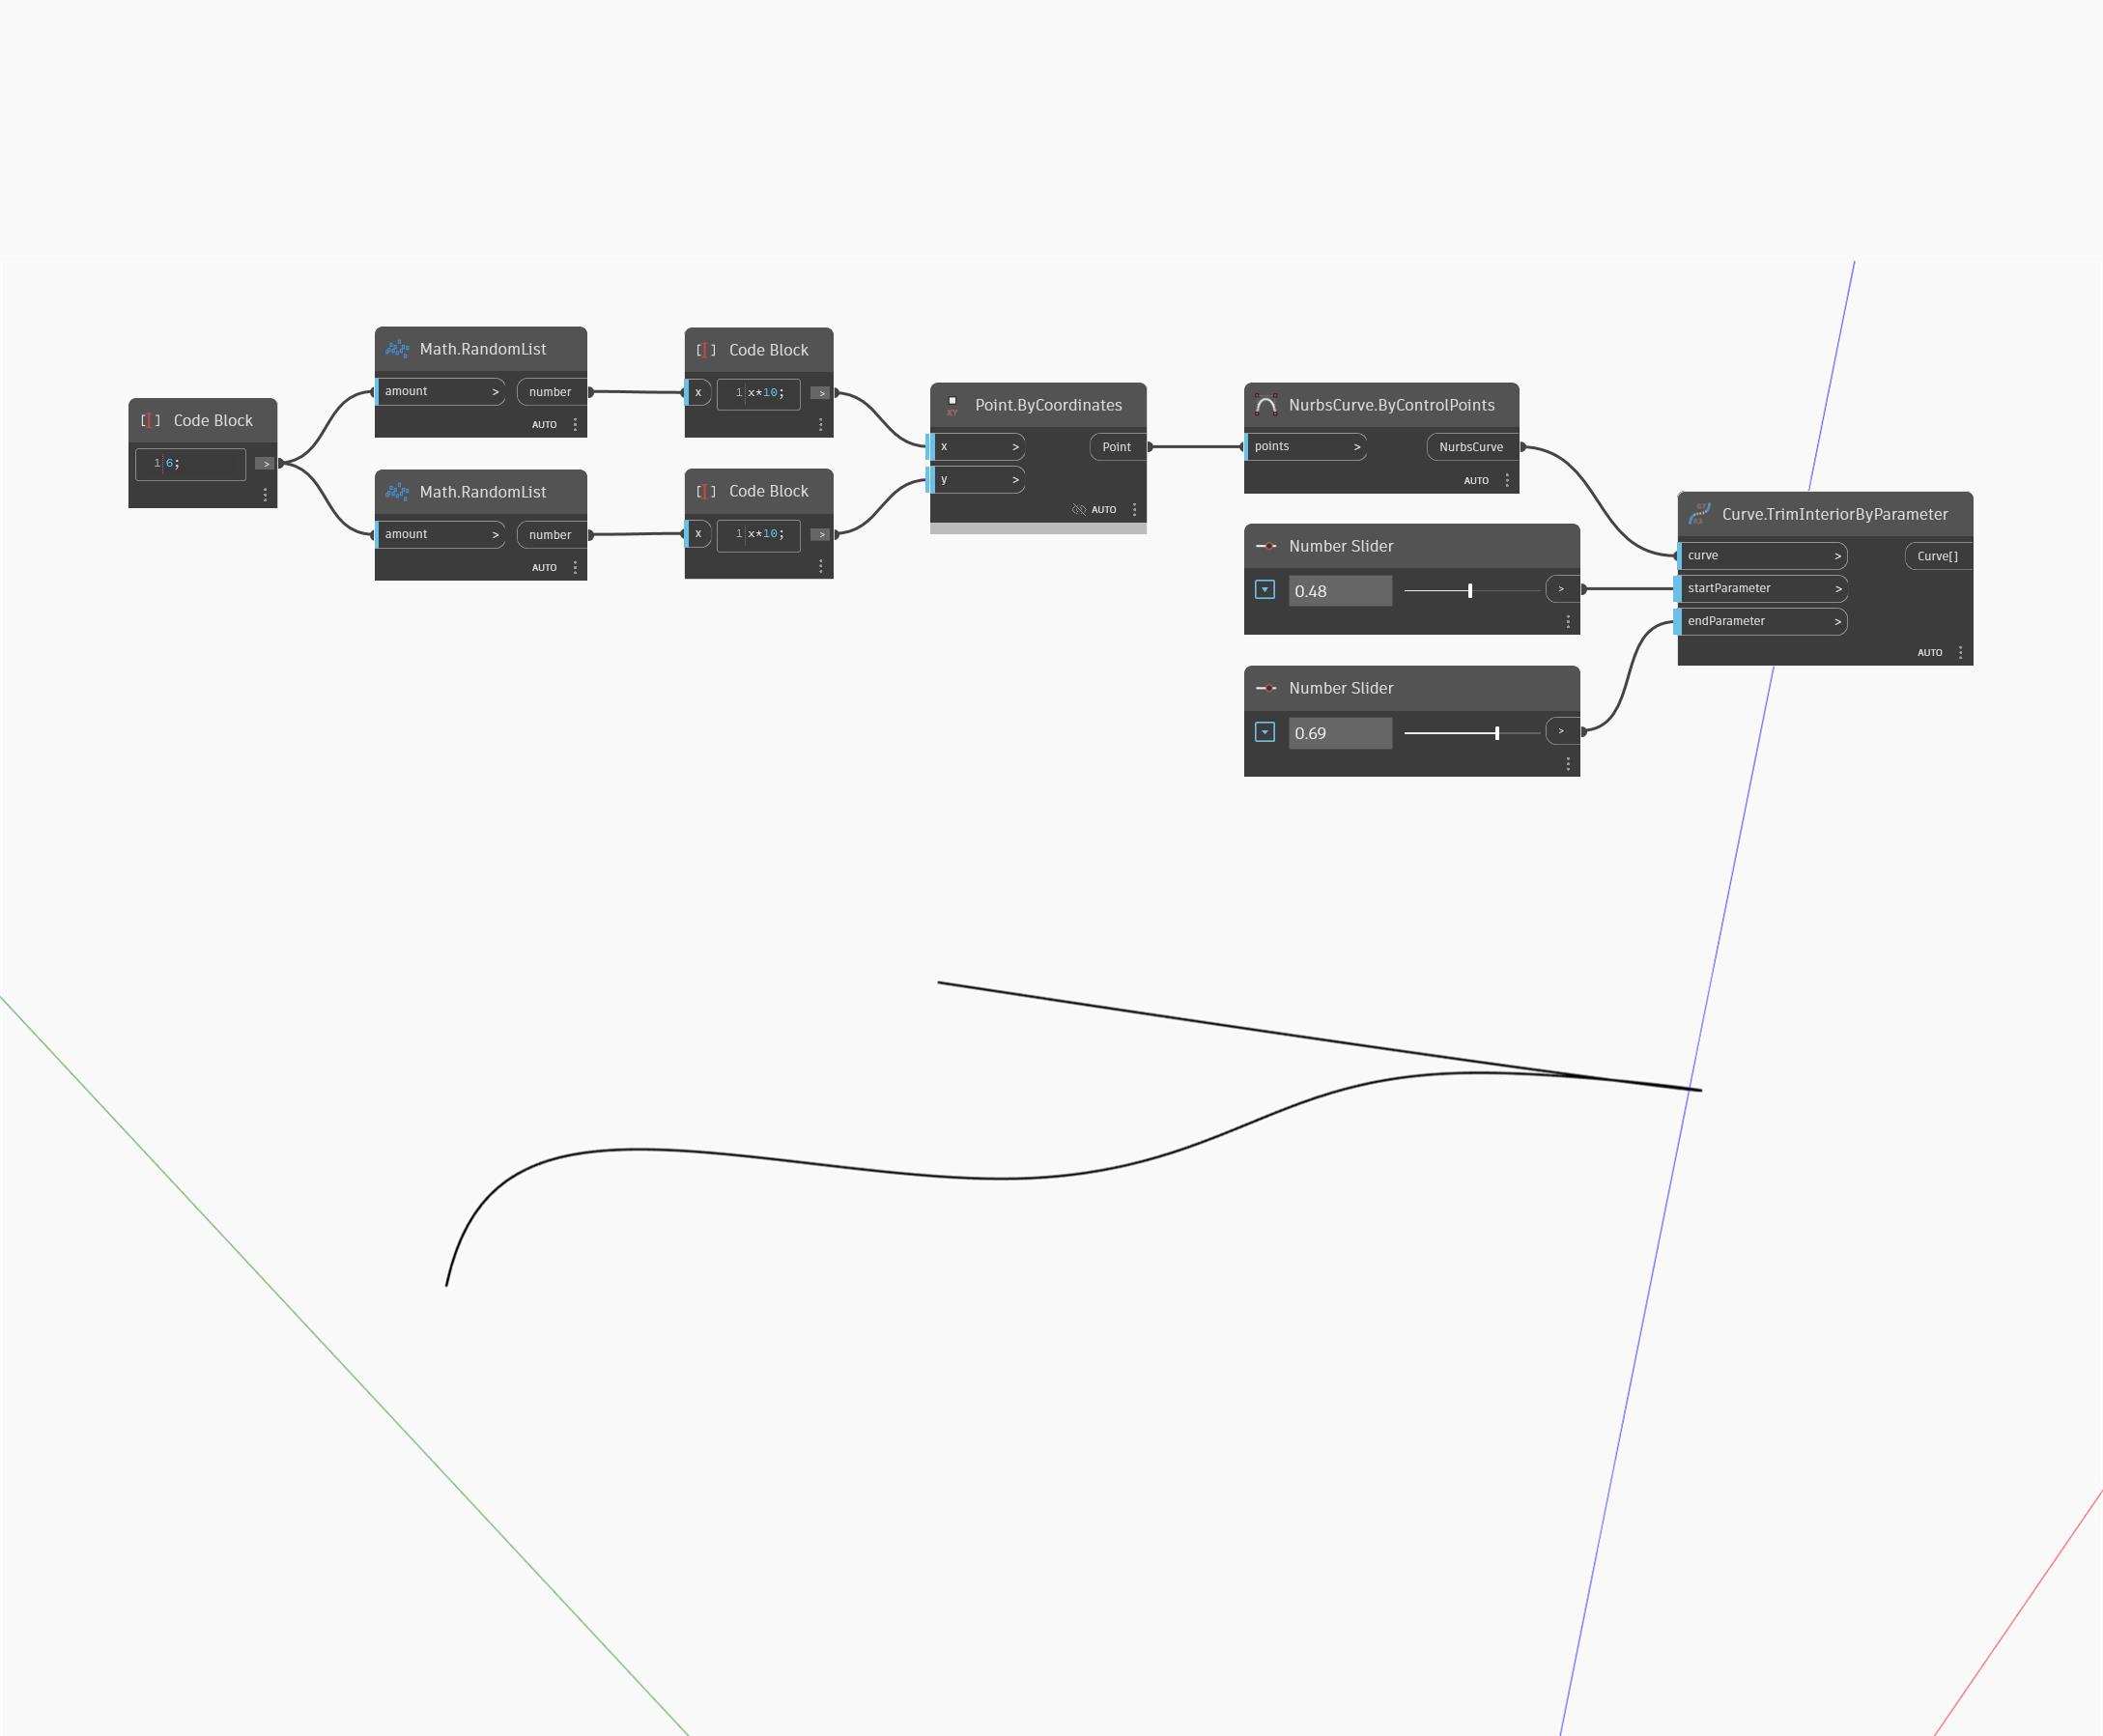 Code Block
1 6;
>
Math.RandomList
amount > number
AUTO
Math.RandomList
amount > number
AUTO
[ ] Code Block
x 1 x*10; >
[ ] Code Block
x 1 x*10; >
XY Point.ByCoordinates
x > Point
y >
AUTO
NurbsCurve.ByControlPoints
points > NurbsCurve
AUTO
Number Slider
0.48 >
Number Slider
0.69 >
Curve.TrimInteriorByParameter
curve > Curve[]
startParameter >
endParameter >
AUTO